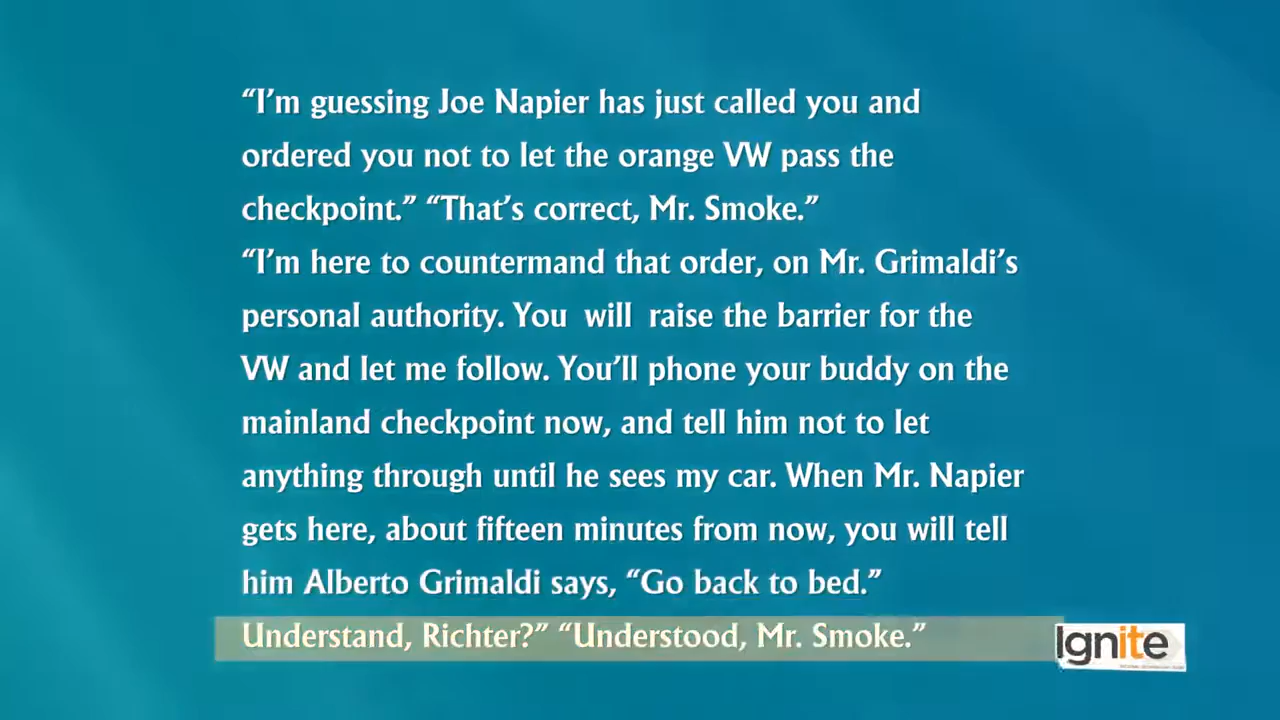 “I’m guessing Joe Napier has just called you and
ordered you not to let the orange VW pass the
checkpoint.” “That’s correct, Mr. Smoke.”
“I’m here to countermand that order, on Mr. Grimaldi’s
personal authority. You will raise the barrier for the
VW and let me follow. You’ll phone your buddy on the
mainland checkpoint now, and tell him not to let
anything through until he sees my car. When Mr. Napier
gets here, about fifteen minutes from now, you will tell
him Alberto Grimaldi says, “Go back to bed.”
Understand, Richter?” “Understood, Mr. Smoke.”
Ignite